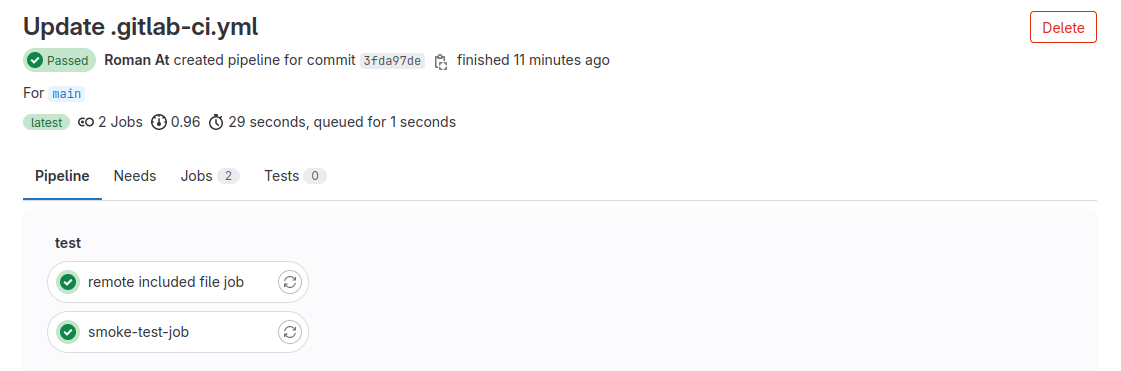 Update .gitlab-ci.yml
Delete
Passed Roman At created pipeline for commit 3fda97de finished 11 minutes ago
For main
latest 2 Jobs 0.96 29 seconds, queued for 1 seconds
Pipeline Needs Jobs 2 Tests 0
test
remote included file job
smoke-test-job